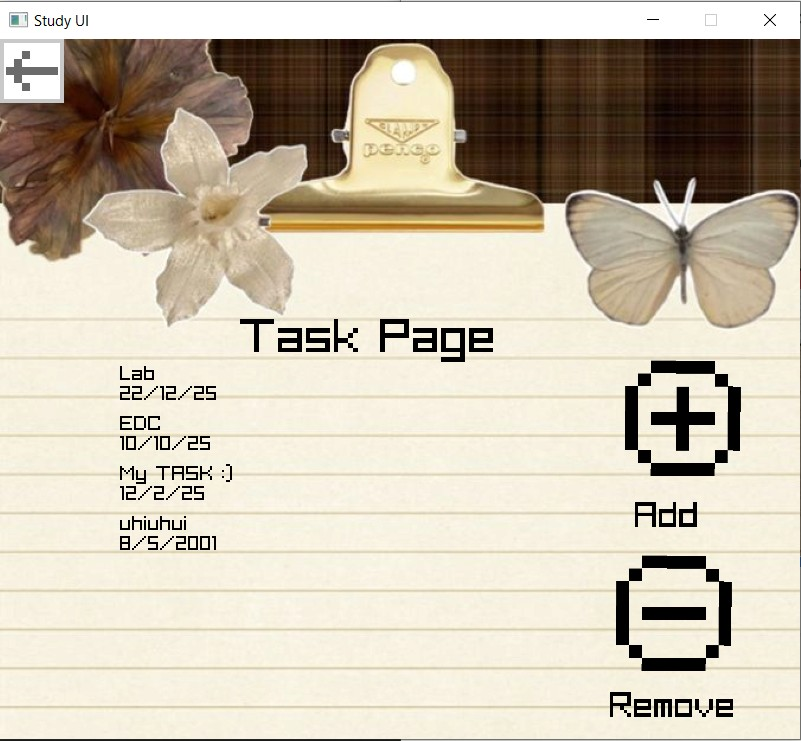 Study UI
penco
Task Page
Lab
22/12/25
EDC
10/10/25
My TASK :)
12/2/25
uhiuhui
8/5/2001
Add
Remove